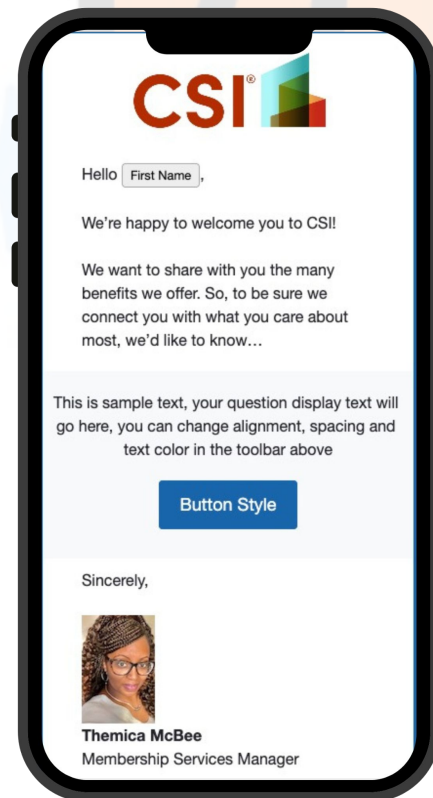 CSI®
Hello First Name,
We're happy to welcome you to CSI!
We want to share with you the many
benefits we offer. So, to be sure we
connect you with what you care about
most, we'd like to know…
This is sample text, your question display text will
go here, you can change alignment, spacing and
text color in the toolbar above
Button Style
Sincerely,
Themica McBee
Membership Services Manager